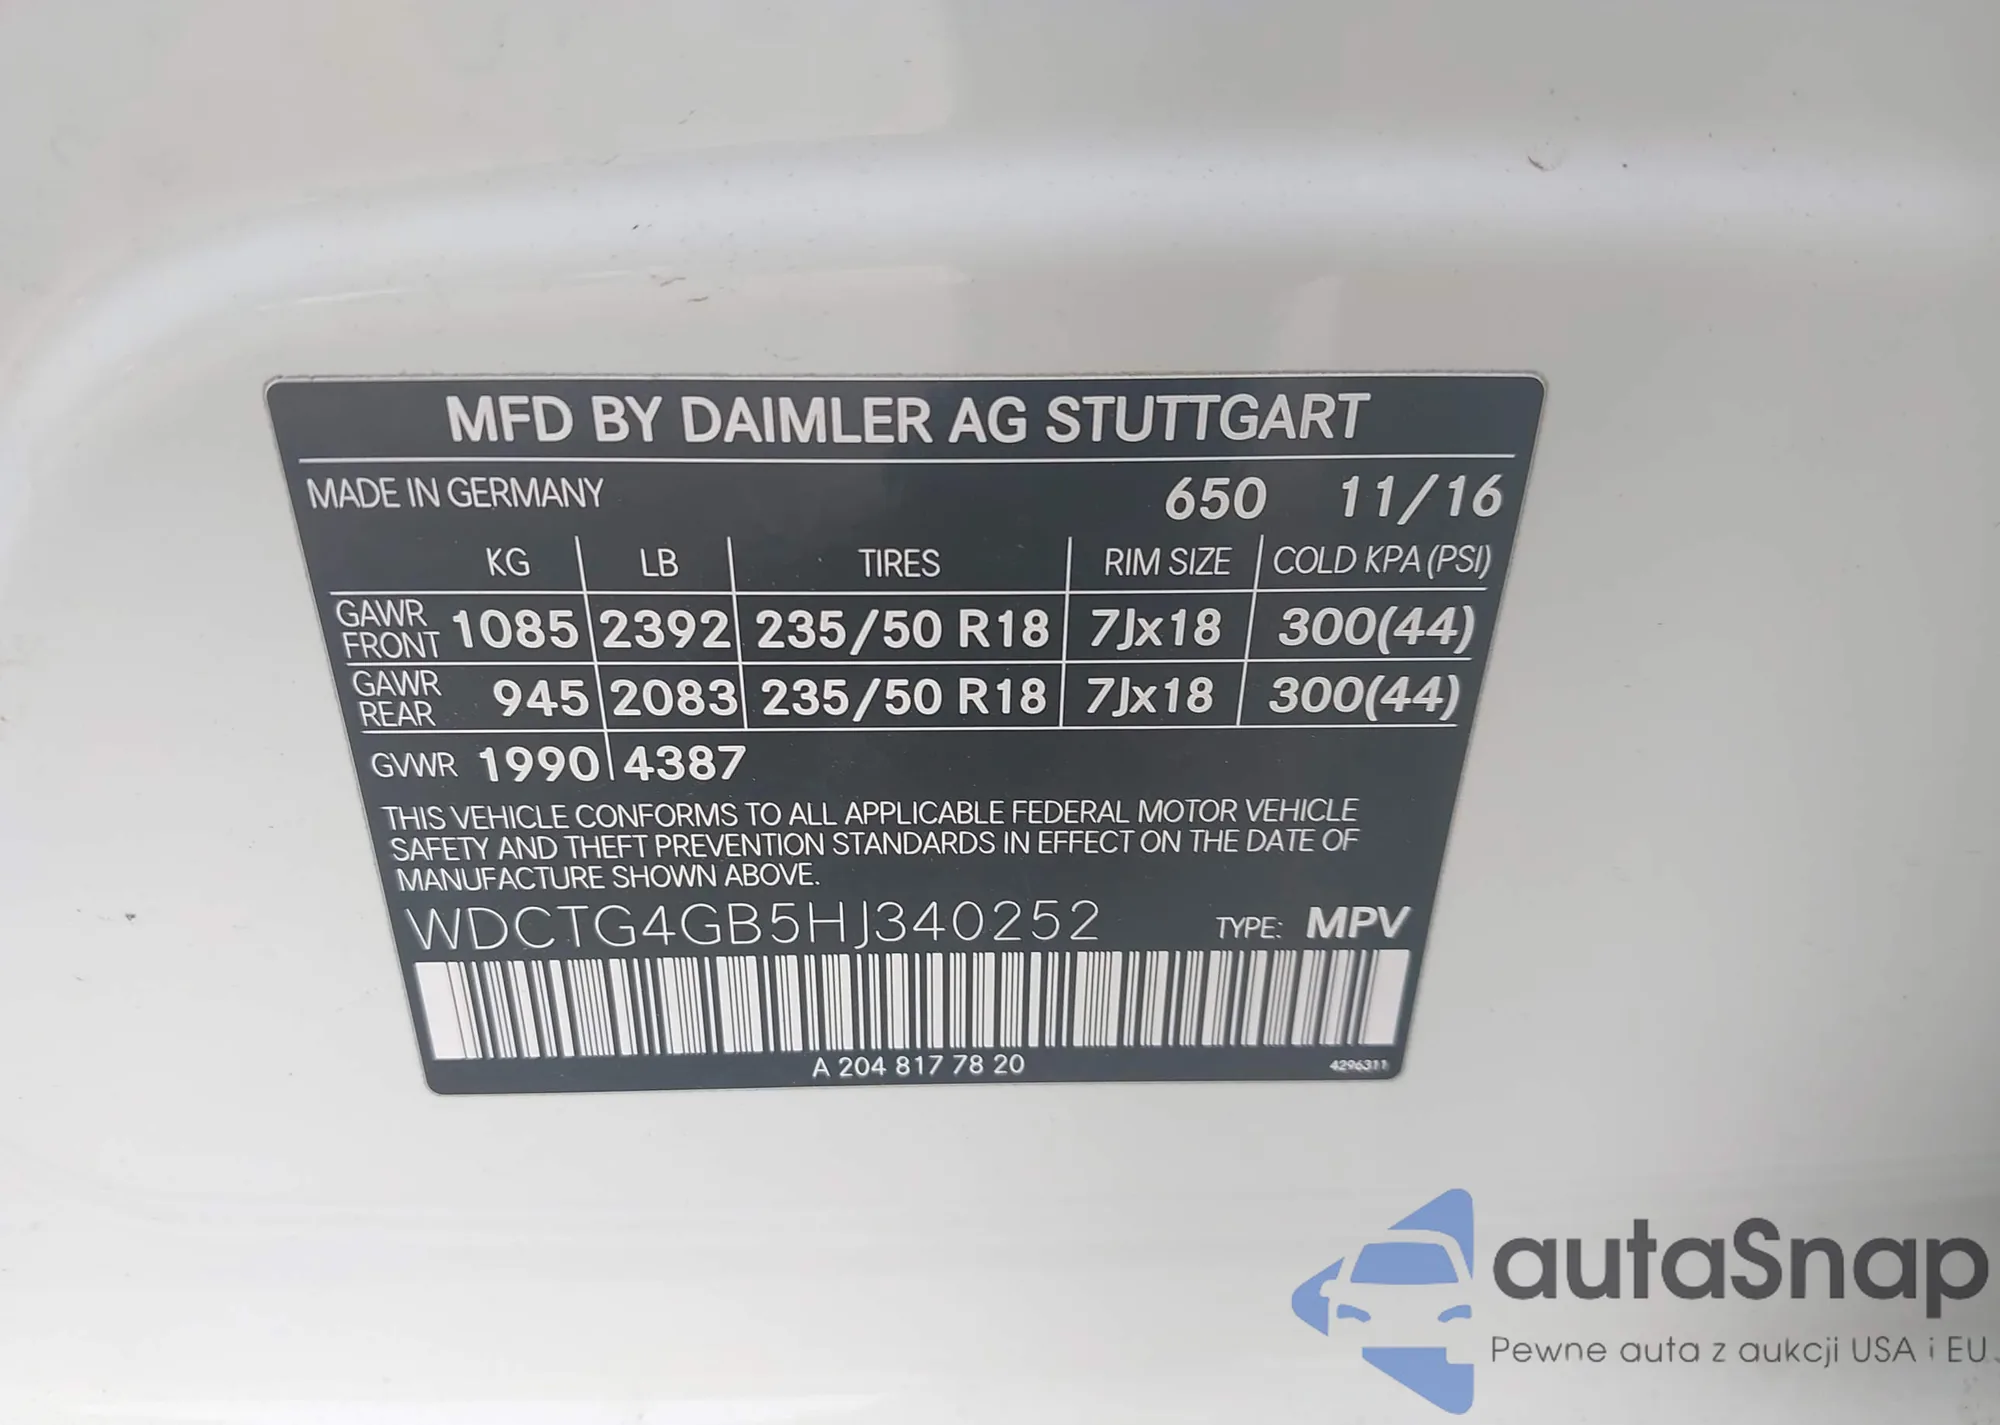 MFD BY DAIMLER AG STUTTGART
MADE IN GERMANY 650 11/16
KG LB TIRES RIM SIZE COLD KPA (PSI)
GAWR FRONT 1085 2392 235/50 R18 7Jx18 300(44)
GAWR REAR 945 2083 235/50 R18 7Jx18 300(44)
GVWR 1990 4387
THIS VEHICLE CONFORMS TO ALL APPLICABLE FEDERAL MOTOR VEHICLE
SAFETY AND THEFT PREVENTION STANDARDS IN EFFECT ON THE DATE OF
MANUFACTURE SHOWN ABOVE.
WDCTG4GB5HJ340252 TYPE: MPV
A 204 817 78 20 4296311
autaSnap
Pewne auta z aukcji USA i EU.